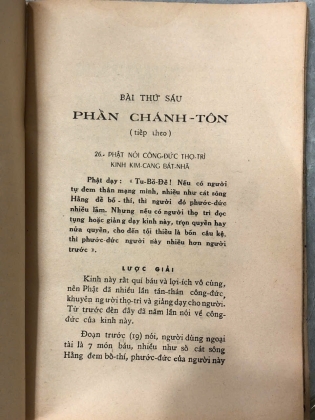 BÀI THỨ SÁU
PHẦN CHÁNH-TÔN
( tiếp theo )
26.- PHẬT NÓI CÔNG-ĐỨC THỌ-TRÌ
KINH KIM-CANG BÁT-NHÃ
Phật dạy: « Tu-Bồ-Đề ! Nếu có người
tự đem thân mạng mình, nhiều như cát sông
Hằng để bố - thí, thì người đó phước-đức
nhiều lắm. Nhưng nếu có người thọ trì đọc
tụng hoặc giảng dạy kinh này, trọn quyển hay
nửa quyển, cho đến tối thiểu là bốn câu kệ,
thì phước-đức người này nhiều hơn người
trước ».
LƯỢC GIẢI
Kinh này rất quí báu và lợi-ích vô cùng,
nên Phật đã nhiều lần tán-thán công-đức,
khuyên người thọ-trì và giảng dạy cho người.
Từ trước đến đây đã năm lần nói về công-
đức của kinh này.
Đoạn trước (19) nói, người dùng ngoại
tài là 7 món báu, nhiều như số cát sông
Hằng đem bố-thí, phước-đức của người này